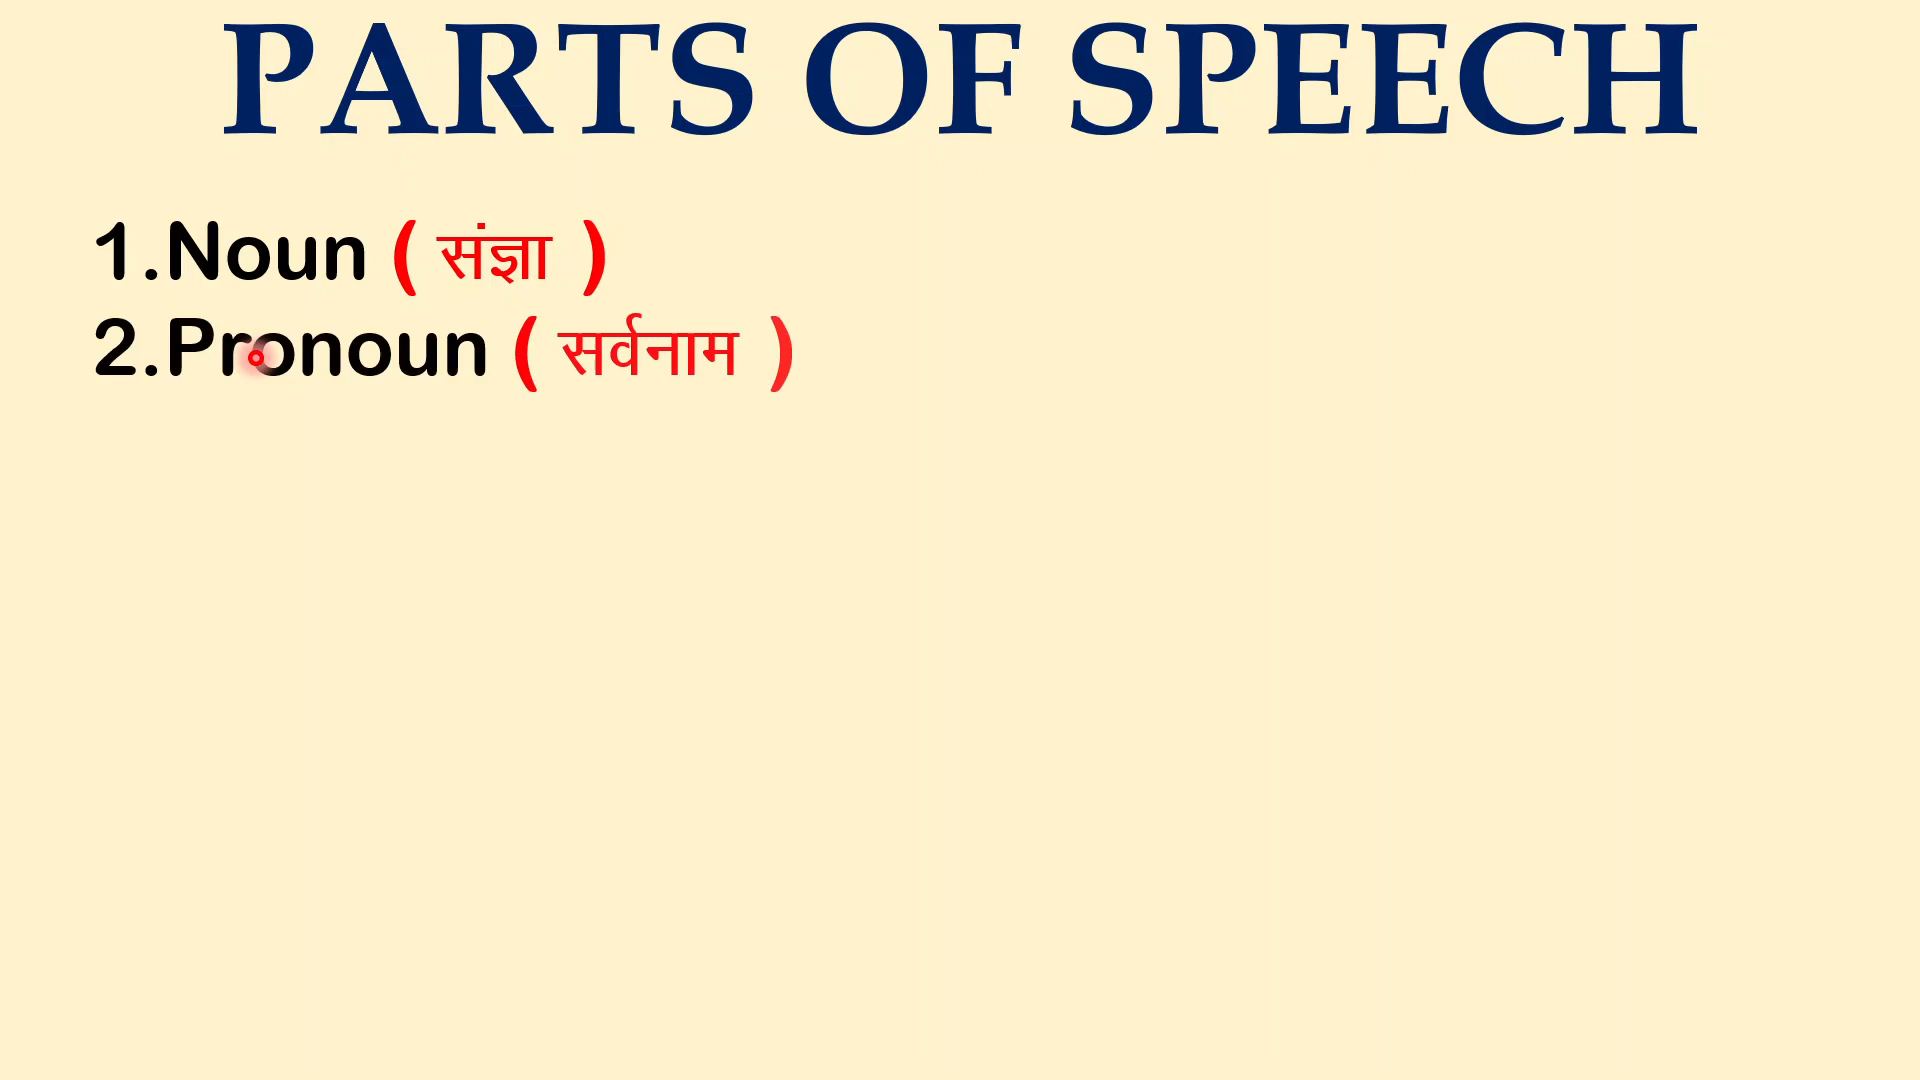 PARTS OF SPEECH
1.Noun ( संज्ञा )
2.Pronoun ( सर्वनाम )